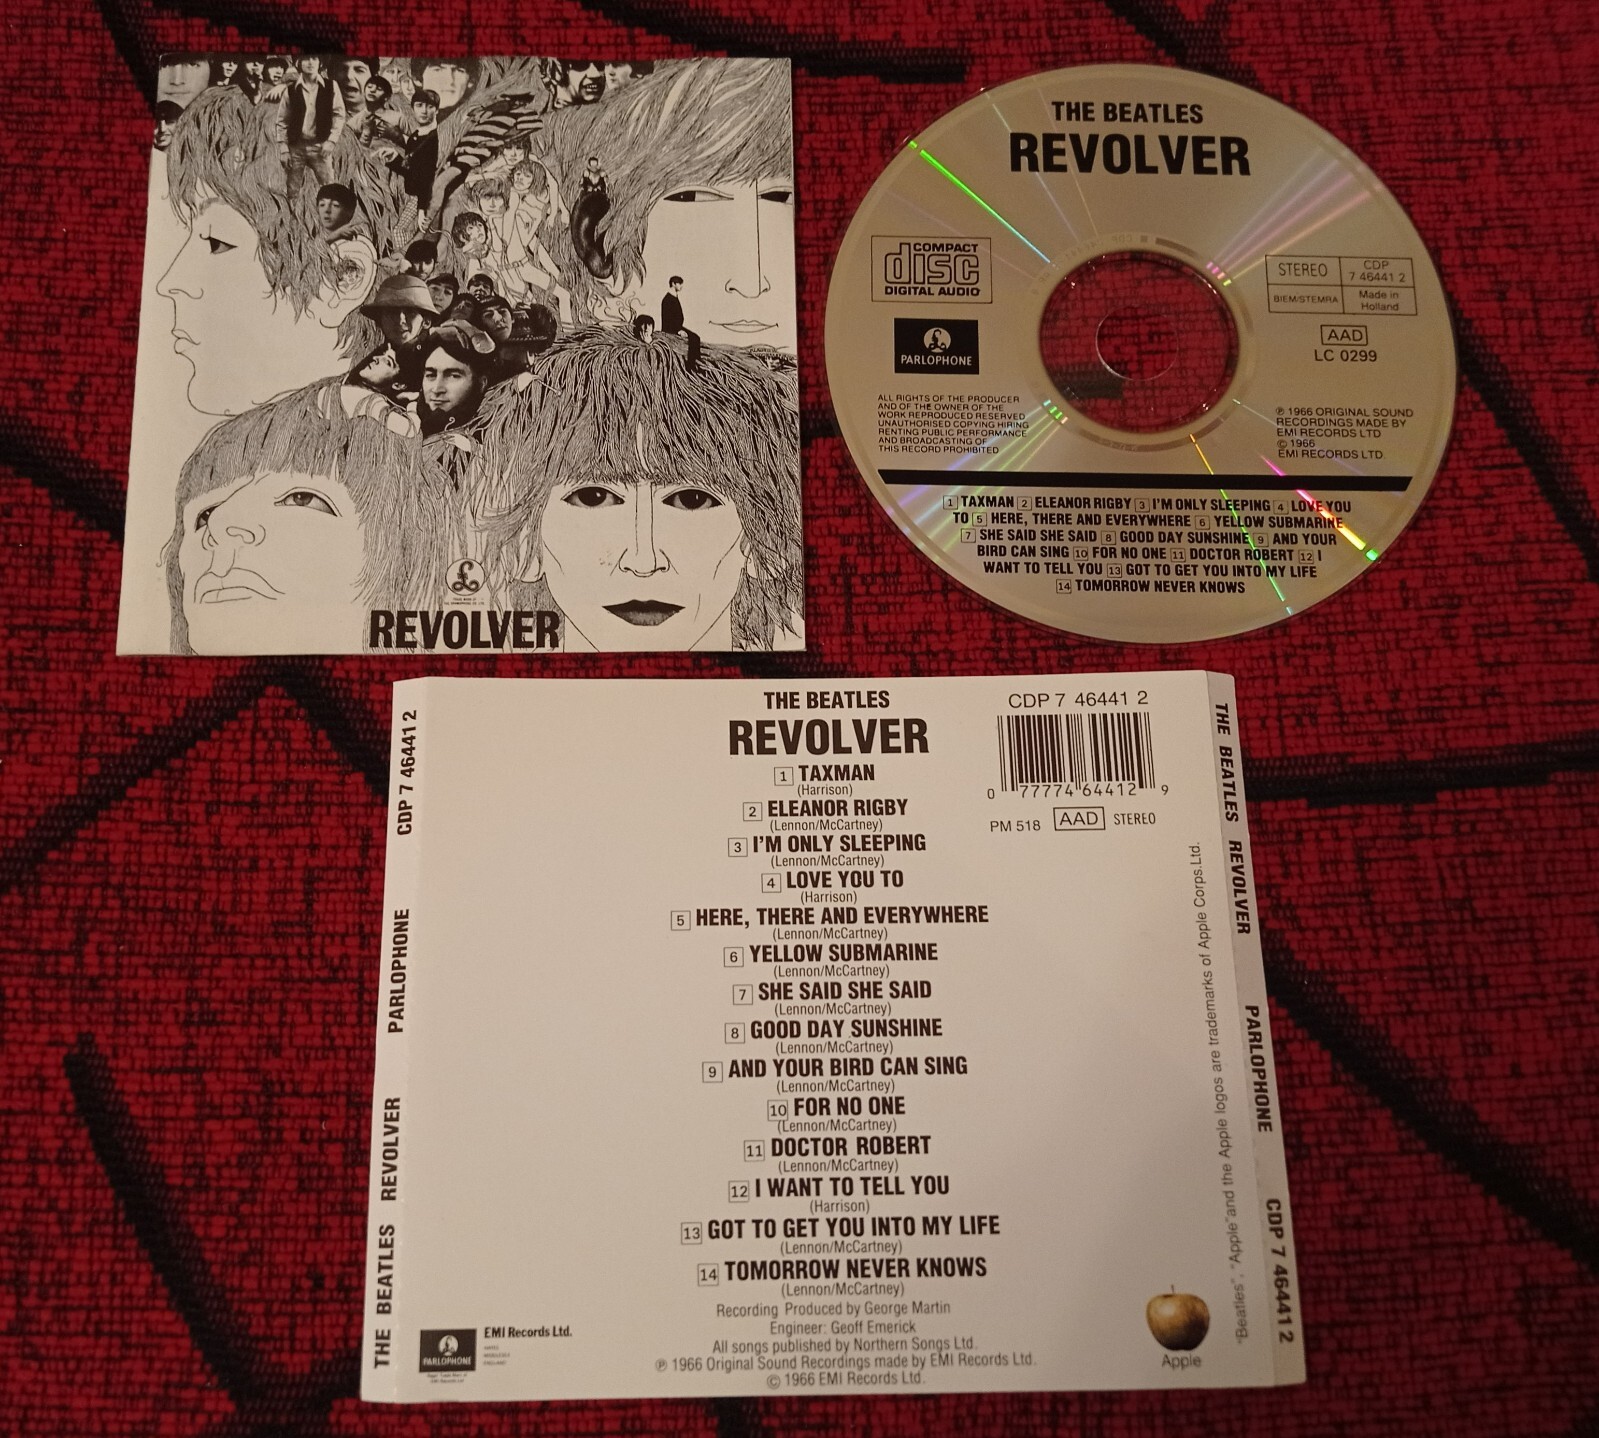 REVOLVER
THE BEATLES
REVOLVER
COMPACT
disc
DIGITAL AUDIO
PARLOPHONE
STEREO
CDP
7 46441 2
BIEM/STEMRA
Made in
Holland
AAD
LC 0299
ALL RIGHTS OF THE PRODUCER
AND OF THE OWNER OF THE
WORK REPRODUCED RESERVED
UNAUTHORISED COPYING HIRING
RENTING PUBLIC PERFORMANCE
AND BROADCASTING OF
THIS RECORD PROHIBITED
℗ 1966 ORIGINAL SOUND
RECORDINGS MADE BY
EMI RECORDS LTD
© 1966
EMI RECORDS LTD.
1 TAXMAN 2 ELEANOR RIGBY 3 I'M ONLY SLEEPING 4 LOVE YOU
TO 5 HERE, THERE AND EVERYWHERE 6 YELLOW SUBMARINE
7 SHE SAID SHE SAID 8 GOOD DAY SUNSHINE 9 AND YOUR
BIRD CAN SING 10 FOR NO ONE 11 DOCTOR ROBERT 12 I
WANT TO TELL YOU 13 GOT TO GET YOU INTO MY LIFE
14 TOMORROW NEVER KNOWS
THE BEATLES REVOLVER PARLOPHONE CDP 7 46441 2
THE BEATLES
REVOLVER
1 TAXMAN
(Harrison)
2 ELEANOR RIGBY
(Lennon/McCartney)
3 I'M ONLY SLEEPING
(Lennon/McCartney)
4 LOVE YOU TO
(Harrison)
5 HERE, THERE AND EVERYWHERE
(Lennon/McCartney)
6 YELLOW SUBMARINE
(Lennon/McCartney)
7 SHE SAID SHE SAID
(Lennon/McCartney)
8 GOOD DAY SUNSHINE
(Lennon/McCartney)
9 AND YOUR BIRD CAN SING
(Lennon/McCartney)
10 FOR NO ONE
(Lennon/McCartney)
11 DOCTOR ROBERT
(Lennon/McCartney)
12 I WANT TO TELL YOU
(Harrison)
13 GOT TO GET YOU INTO MY LIFE
(Lennon/McCartney)
14 TOMORROW NEVER KNOWS
(Lennon/McCartney)
Recording Produced by George Martin
Engineer: Geoff Emerick
All songs published by Northern Songs Ltd.
℗ 1966 Original Sound Recordings made by EMI Records Ltd.
© 1966 EMI Records Ltd.
CDP 7 46441 2
0 77774 64412 9
PM 518 AAD STEREO
PARLOPHONE
EMI Records Ltd.
Apple
"Beatles", "Apple" and the Apple logos are trademarks of Apple Corps.Ltd.
THE BEATLES REVOLVER PARLOPHONE CDP 7 46441 2